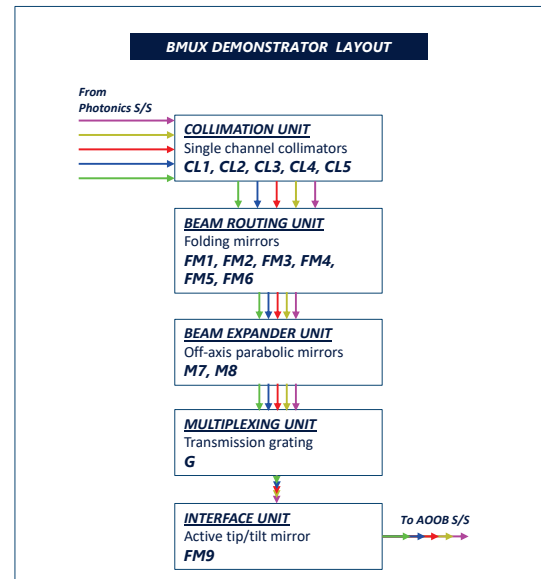 BMUX DEMONSTRATOR LAYOUT
From
Photonics S/S
COLLIMATION UNIT
Single channel collimators
CL1, CL2, CL3, CL4, CL5
BEAM ROUTING UNIT
Folding mirrors
FM1, FM2, FM3, FM4,
FM5, FM6
BEAM EXPANDER UNIT
Off-axis parabolic mirrors
M7, M8
MULTIPLEXING UNIT
Transmission grating
G
INTERFACE UNIT
Active tip/tilt mirror
FM9
To AOOB S/S